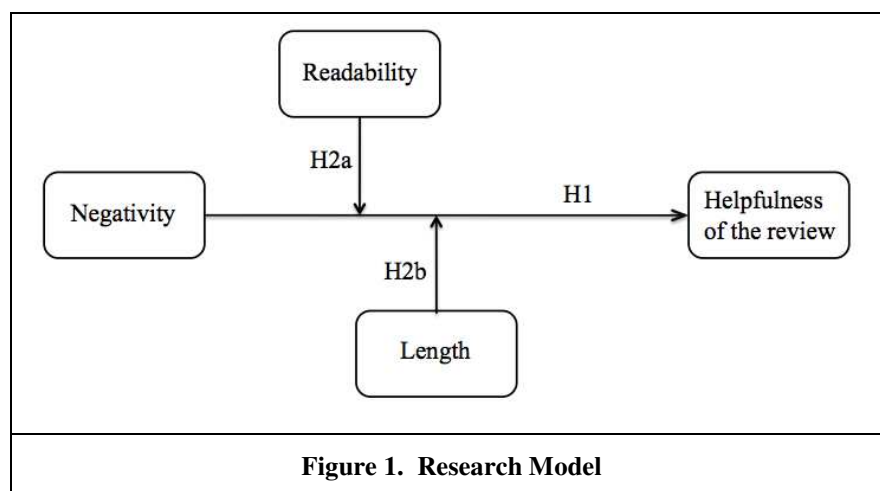 Readability
H2a
Negativity
H1
Helpfulness
of the review
H2b
Length
Figure 1. Research Model